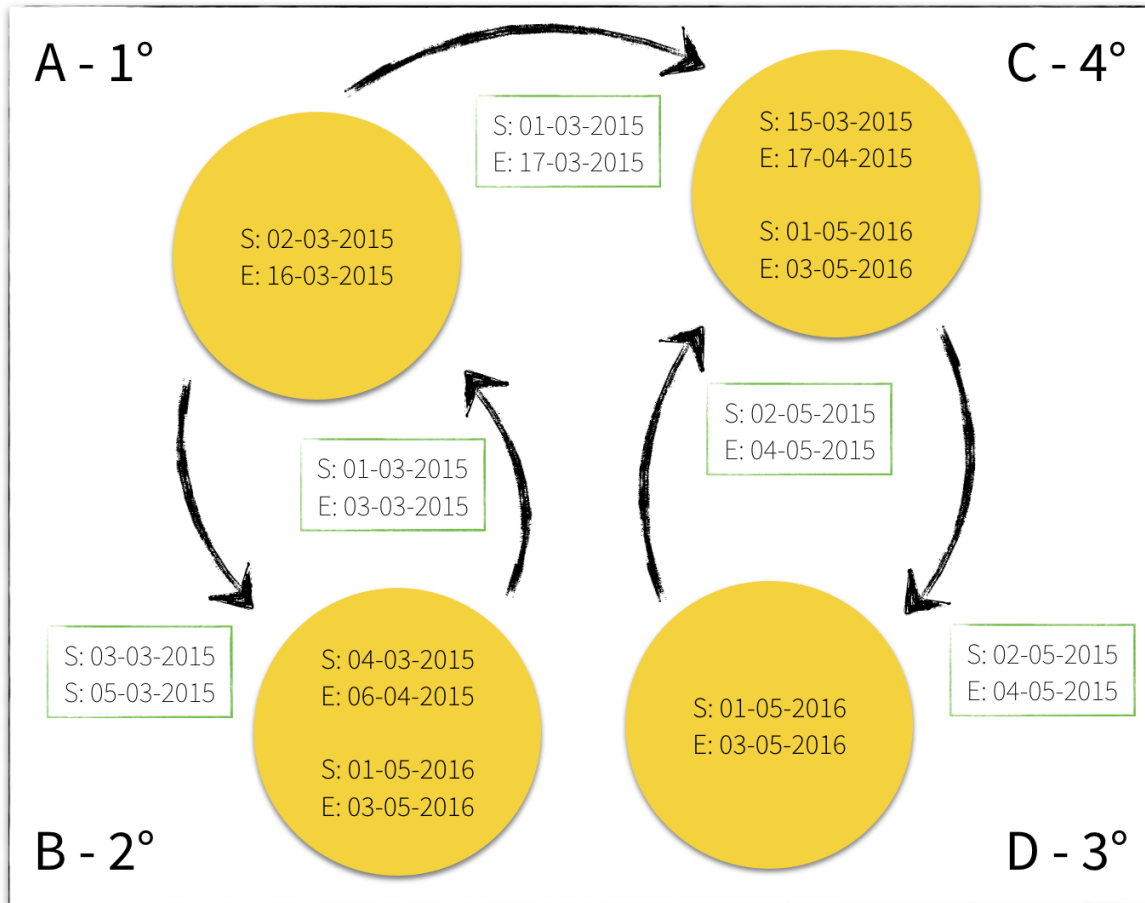 A - 1°
C - 4°
S: 01-03-2015
E: 17-03-2015
S: 15-03-2015
E: 17-04-2015
S: 01-05-2016
E: 03-05-2016
S: 02-03-2015
E: 16-03-2015
S: 02-05-2015
E: 04-05-2015
S: 01-03-2015
E: 03-03-2015
S: 03-03-2015
S: 05-03-2015
S: 04-03-2015
E: 06-04-2015
S: 01-05-2016
E: 03-05-2016
S: 01-05-2016
E: 03-05-2016
S: 02-05-2015
E: 04-05-2015
B - 2°
D - 3°